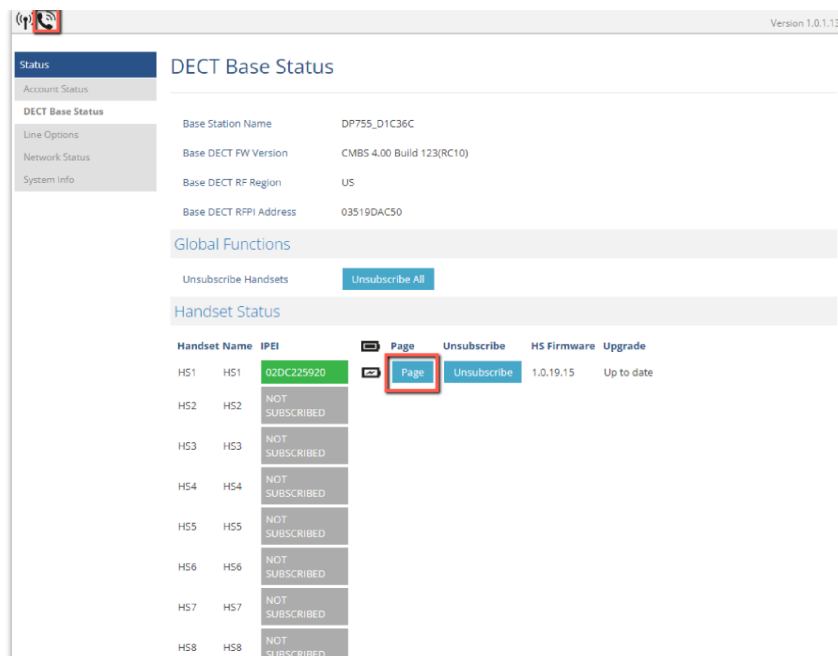 Version 1.0.1.13
Status
Account Status
DECT Base Status
Line Options
Network Status
System Info
DECT Base Status
Base Station Name DP755_D1C36C
Base DECT FW Version CMBS 4.00 Build 123(RC10)
Base DECT RF Region US
Base DECT RFPI Address 03519DAC50
Global Functions
Unsubscribe Handsets Unsubscribe All
Handset Status
Handset Name IPEI Page Unsubscribe HS Firmware Upgrade
HS1 HS1 02DC225920 Page Unsubscribe 1.0.19.15 Up to date
HS2 HS2 NOT
SUBSCRIBED
HS3 HS3 NOT
SUBSCRIBED
HS4 HS4 NOT
SUBSCRIBED
HS5 HS5 NOT
SUBSCRIBED
HS6 HS6 NOT
SUBSCRIBED
HS7 HS7 NOT
SUBSCRIBED
HS8 HS8 NOT
SUBSCRIBED